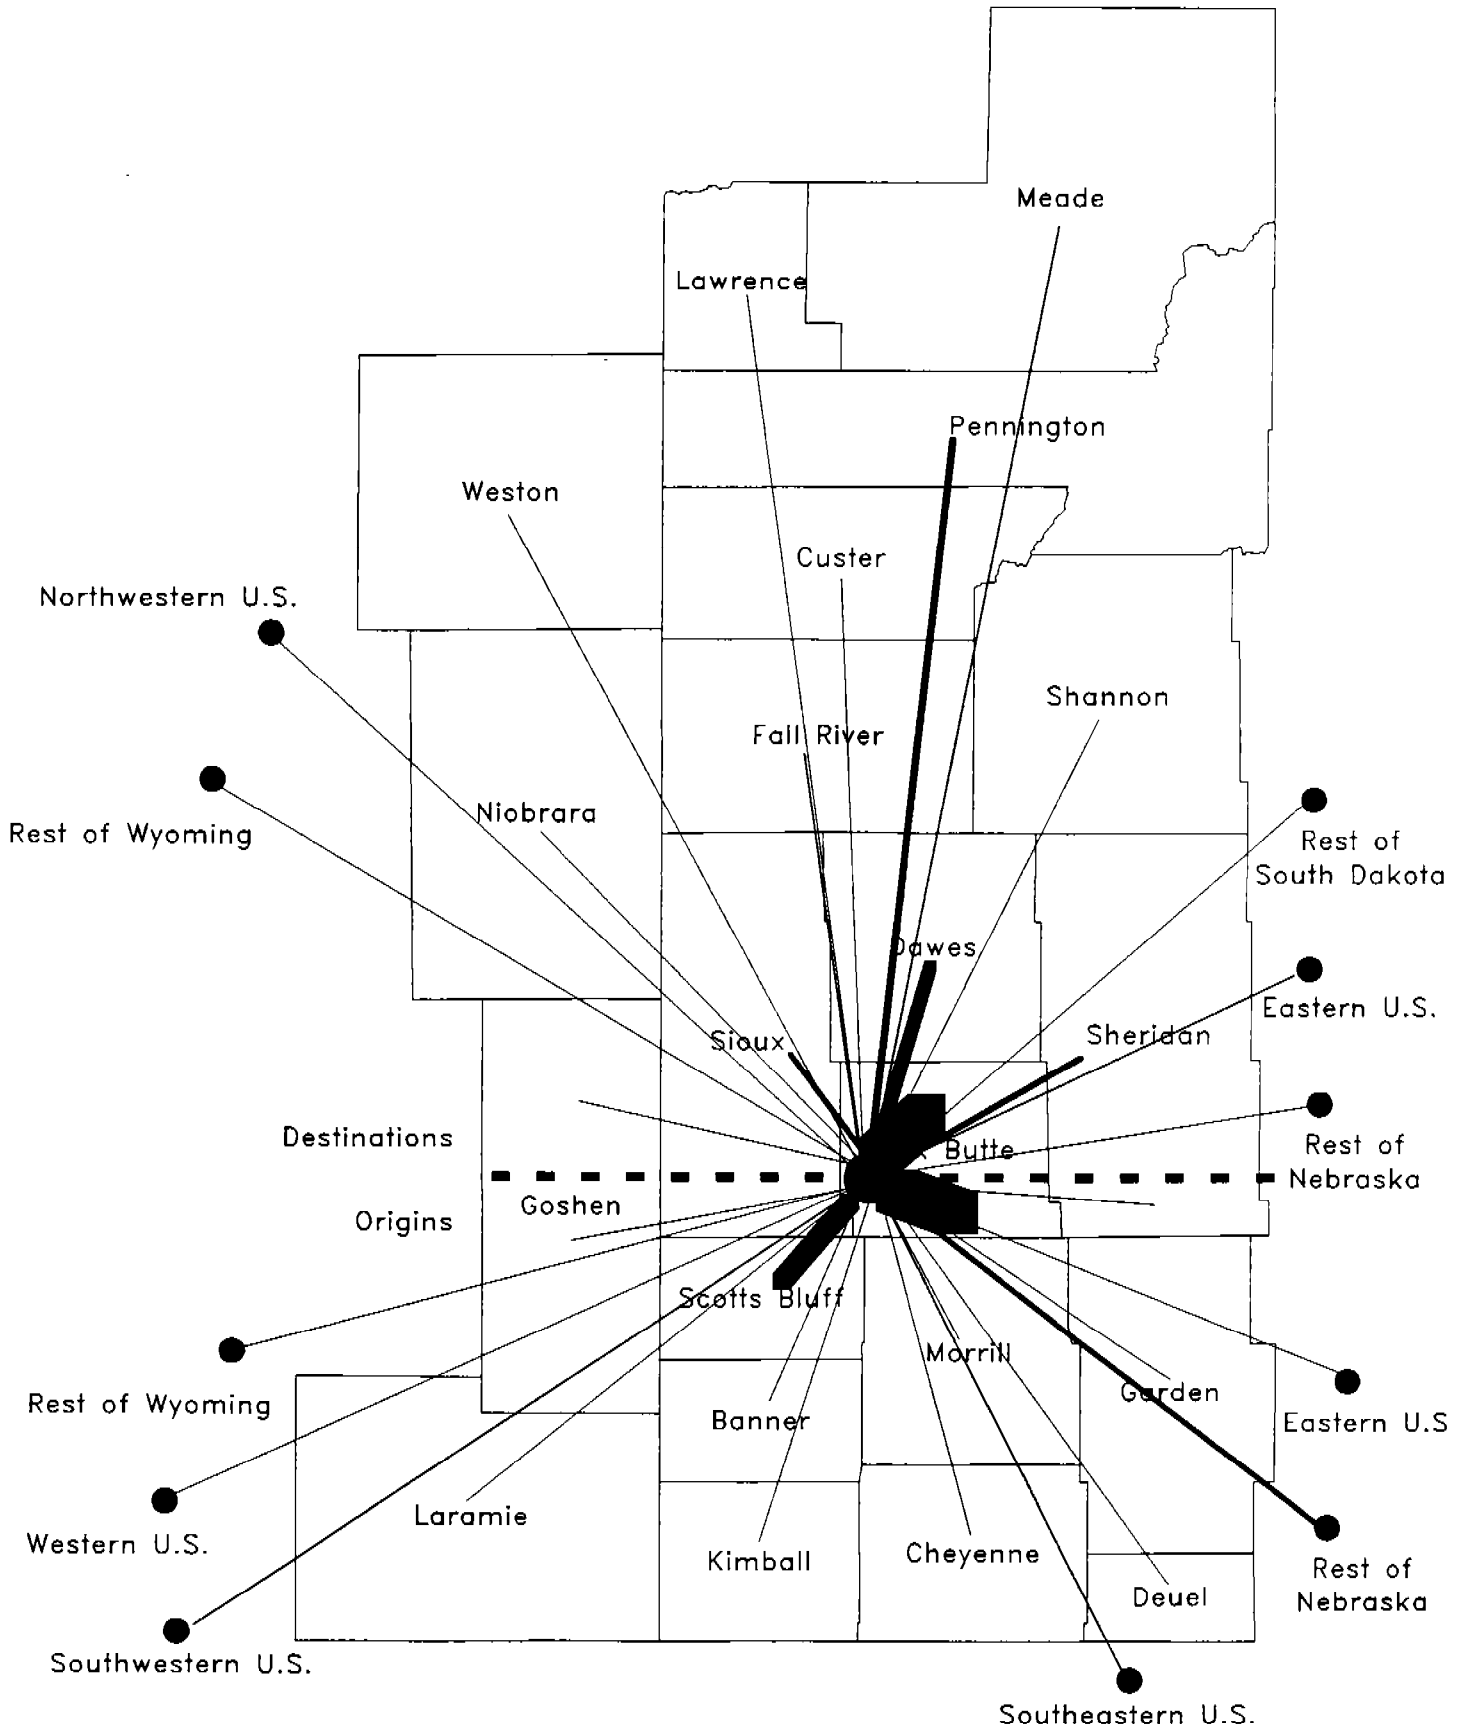 Meade
Lawrence
Pennington
Weston
Custer
Northwestern U.S.
Shannon
Fall River
Niobrara
Rest of Wyoming
Rest of
South Dakota
Dawes
Eastern U.S.
Sheridan
Sioux
Destinations
Butte
Rest of
Nebraska
Goshen
Origins
Scotts Bluff
Morrill
Garden
Rest of Wyoming
Banner
Eastern U.S
Laramie
Western U.S.
Kimball
Cheyenne
Rest of
Nebraska
Deuel
Southwestern U.S.
Southeastern U.S.